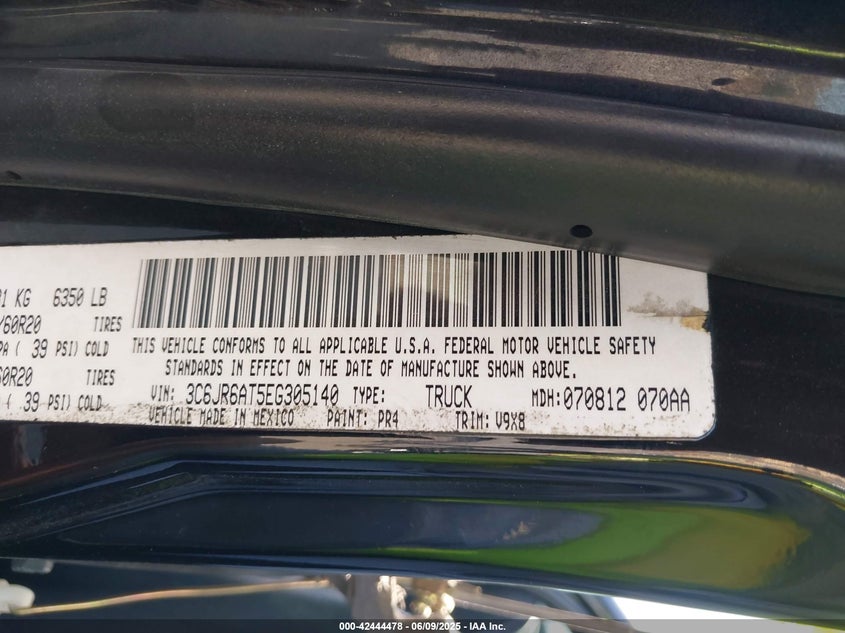 KG 6350 LB
60R20 TIRES
( 39 PSI) COLD
THIS VEHICLE CONFORMS TO ALL APPLICABLE U.S.A. FEDERAL MOTOR VEHICLE SAFETY
STANDARDS IN EFFECT ON THE DATE OF MANUFACTURE SHOWN ABOVE.
60R20 TIRES
( 39 PSI) COLD
VIN: 3C6JR6AT5EG305140 TYPE: TRUCK MDH: 070812 070AA
VEHICLE MADE IN MEXICO PAINT: PR4 TRIM: V9X8
000-42444478 - 06/09/2025 - IAA Inc.